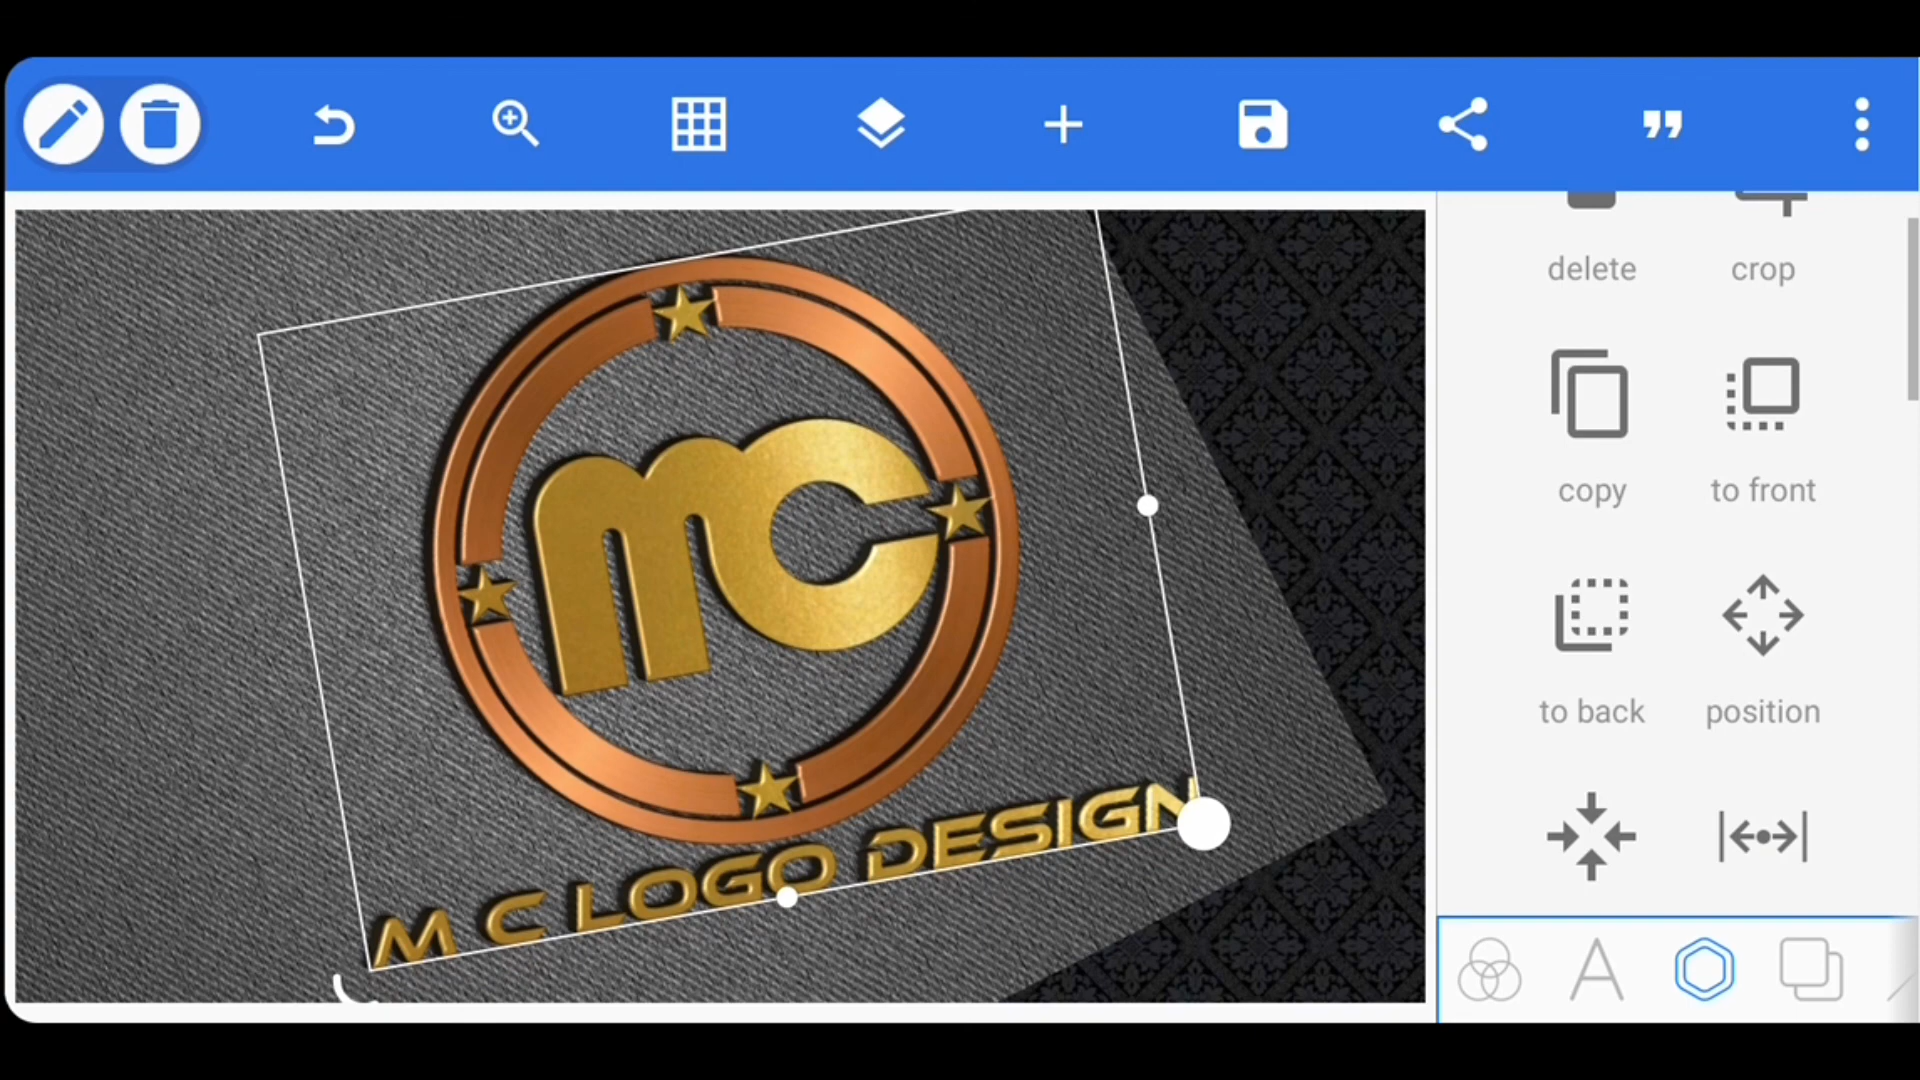 delete
crop
copy
to front
to back
position
mc
M C LOGO DESIGN